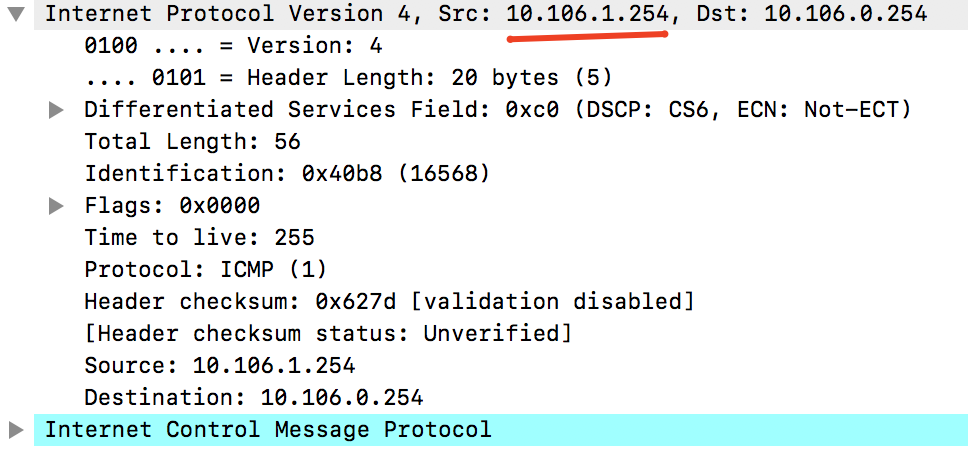 Internet Protocol Version 4, Src: 10.106.1.254, Dst: 10.106.0.254
0100 .... = Version: 4
.... 0101 = Header Length: 20 bytes (5)
Differentiated Services Field: 0xc0 (DSCP: CS6, ECN: Not-ECT)
Total Length: 56
Identification: 0x40b8 (16568)
Flags: 0x0000
Time to live: 255
Protocol: ICMP (1)
Header checksum: 0x627d [validation disabled]
[Header checksum status: Unverified]
Source: 10.106.1.254
Destination: 10.106.0.254
Internet Control Message Protocol